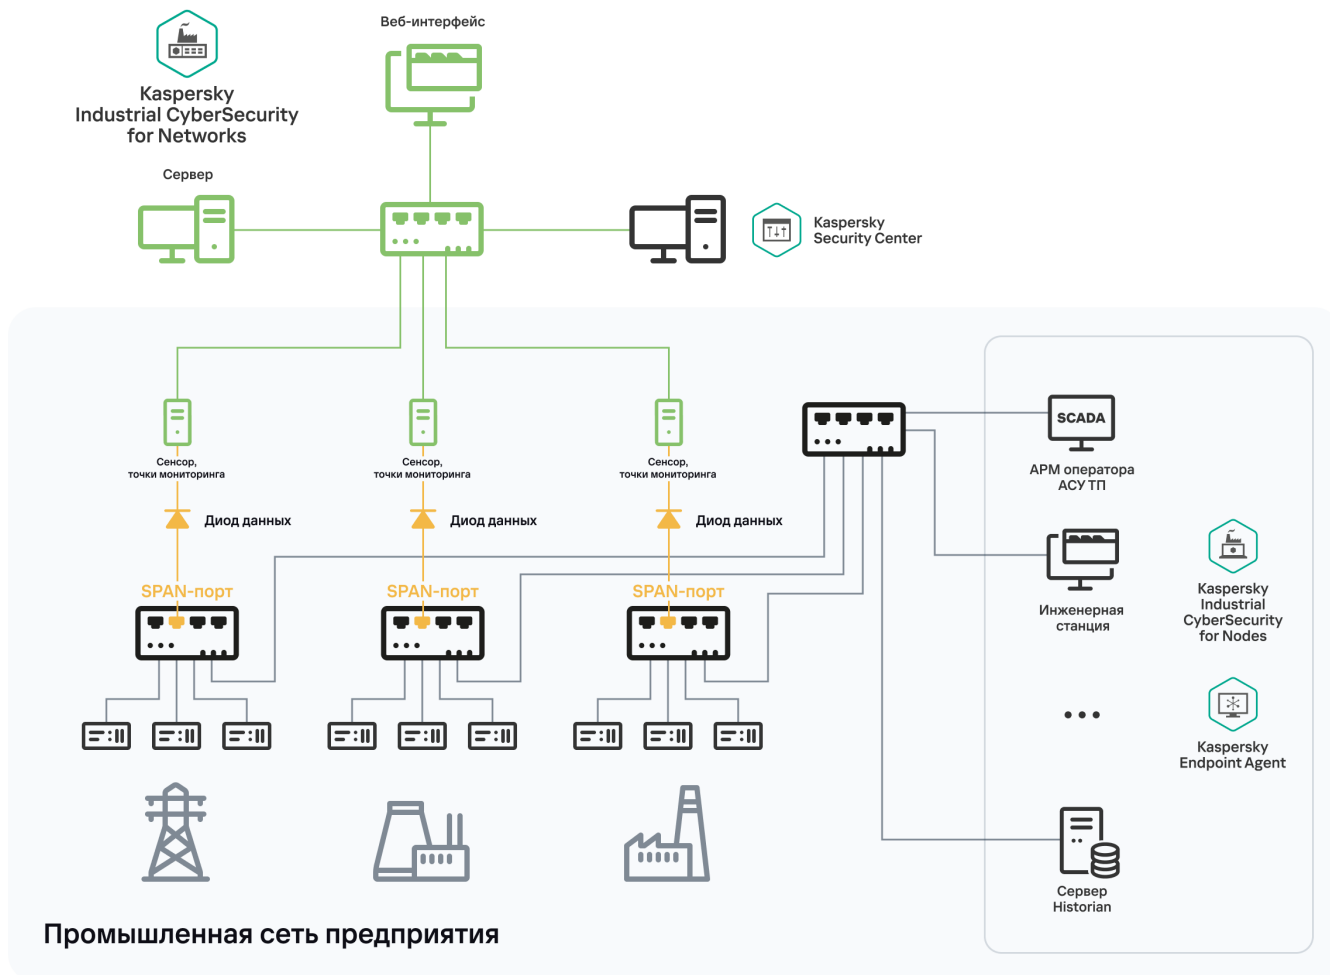 Веб-интерфейс
Kaspersky
Industrial CyberSecurity
for Networks
Сервер
Kaspersky
Security Center
Сенсор,
точки мониторинга
Сенсор,
точки мониторинга
Сенсор,
точки мониторинга
Диод данных
Диод данных
Диод данных
SPAN-порт
SPAN-порт
SPAN-порт
SCADA
АРМ оператора
АСУ ТП
Инженерная
станция
Kaspersky
Industrial
CyberSecurity
for Nodes
Kaspersky
Endpoint Agent
Сервер
Historian
Промышленная сеть предприятия